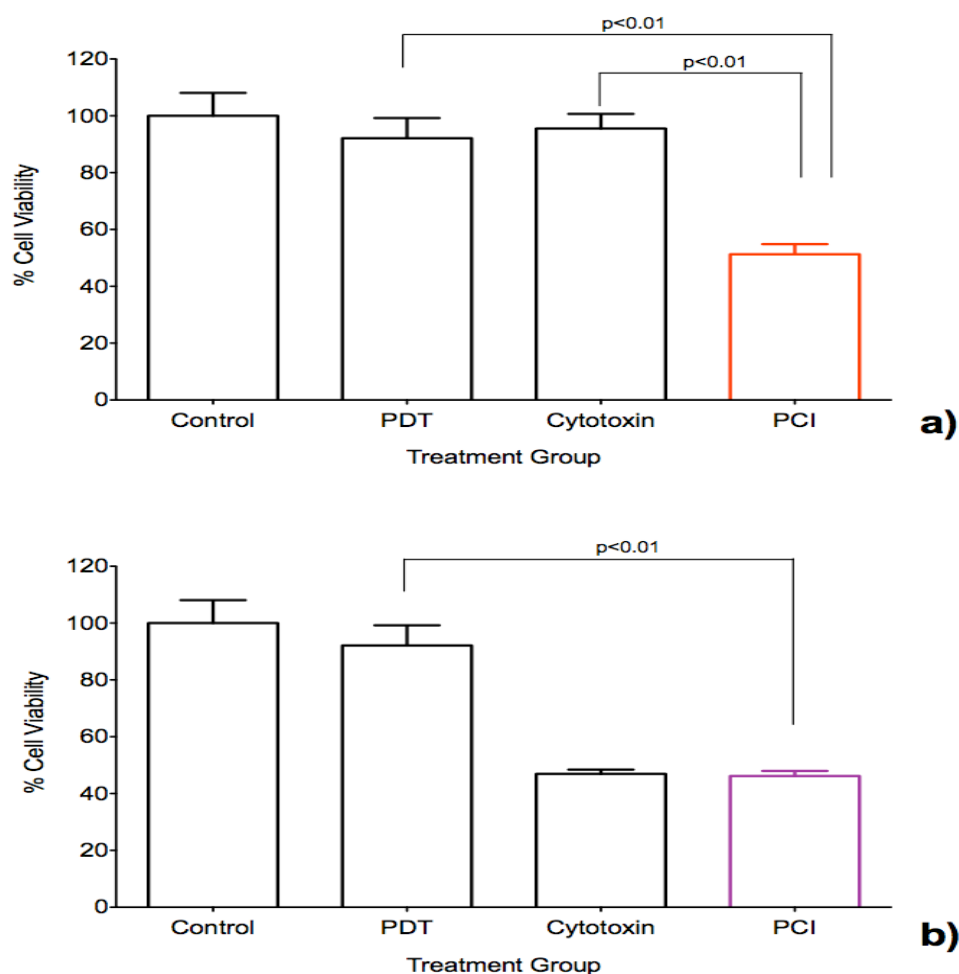 p<0.01
p<0.01
120
100
80
60
40
20
0
% Cell Viability
Control PDT Cytotoxin PCI
Treatment Group
a)
p<0.01
120
100
80
60
40
20
0
% Cell Viability
Control PDT Cytotoxin PCI
Treatment Group
b)